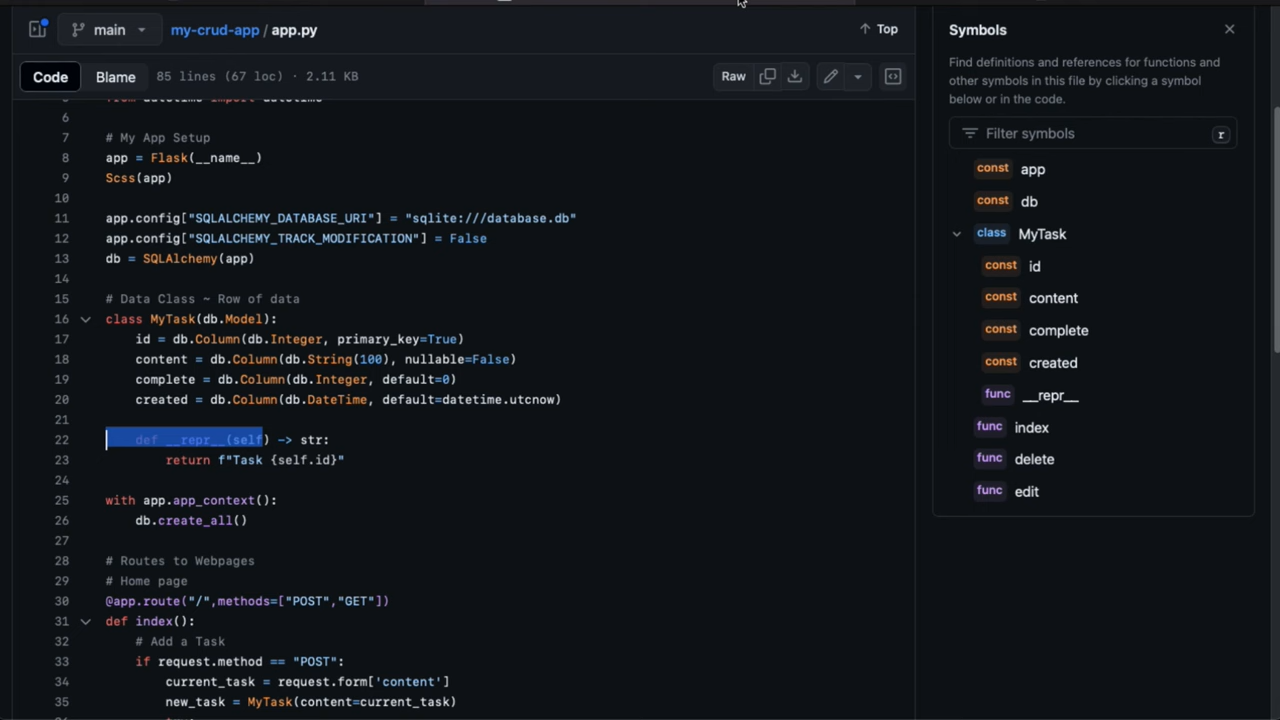 main
my-crud-app / app.py
Top
Code Blame 85 lines (67 loc) · 2.11 KB
Raw
from datetime import datetime
6
7 # My App Setup
8 app = Flask(__name__)
9 Scss(app)
10
11 app.config["SQLALCHEMY_DATABASE_URI"] = "sqlite:///database.db"
12 app.config["SQLALCHEMY_TRACK_MODIFICATION"] = False
13 db = SQLAlchemy(app)
14
15 # Data Class ~ Row of data
16 class MyTask(db.Model):
17 id = db.Column(db.Integer, primary_key=True)
18 content = db.Column(db.String(100), nullable=False)
19 complete = db.Column(db.Integer, default=0)
20 created = db.Column(db.DateTime, default=datetime.utcnow)
21
22 def __repr__(self) -> str:
23 return f"Task {self.id}"
24
25 with app.app_context():
26 db.create_all()
27
28 # Routes to Webpages
29 # Home page
30 @app.route("/",methods=["POST","GET"])
31 def index():
32 # Add a Task
33 if request.method == "POST":
34 current_task = request.form['content']
35 new_task = MyTask(content=current_task)
Symbols
Find definitions and references for functions and
other symbols in this file by clicking a symbol
below or in the code.
Filter symbols r
const app
const db
class MyTask
const id
const content
const complete
const created
func __repr__
func index
func delete
func edit